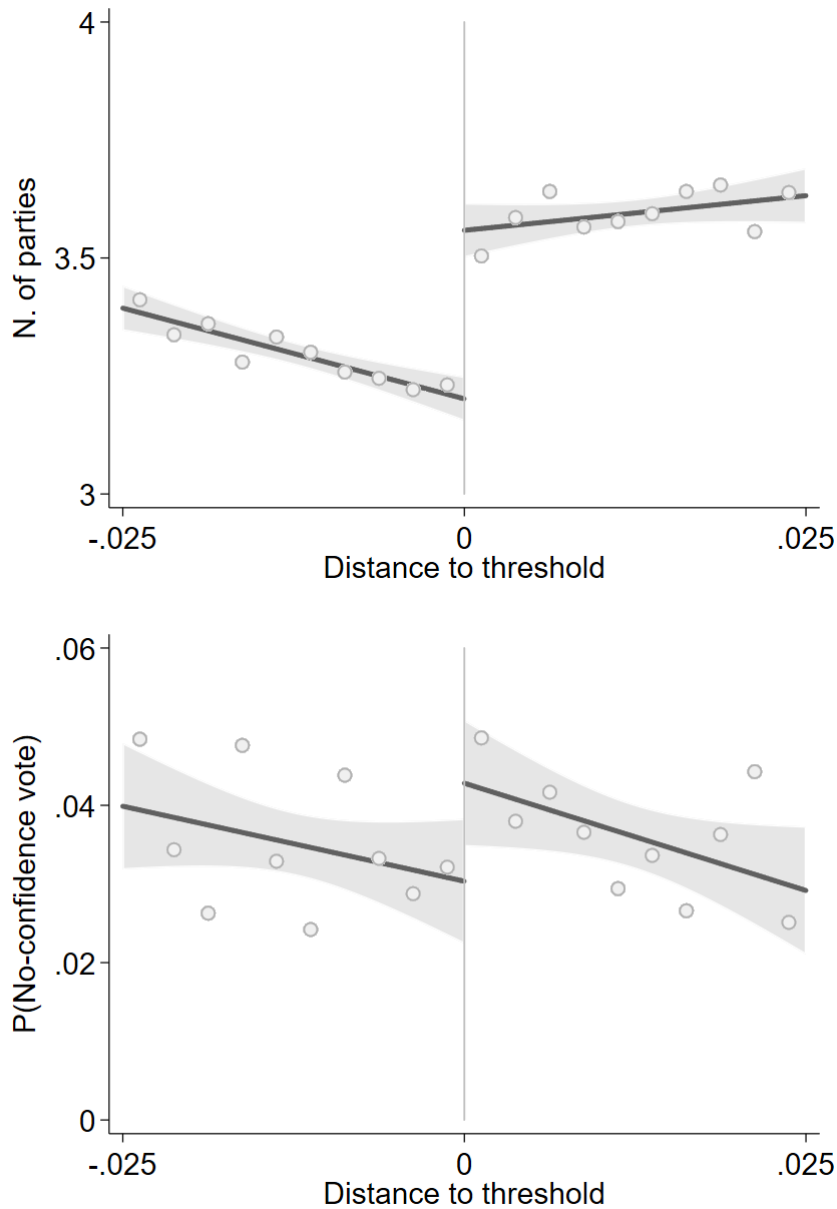 N. of parties
4
3.5
3
-.025 0 .025
Distance to threshold
P(No-confidence vote)
.06
.04
.02
0
-.025 0 .025
Distance to threshold